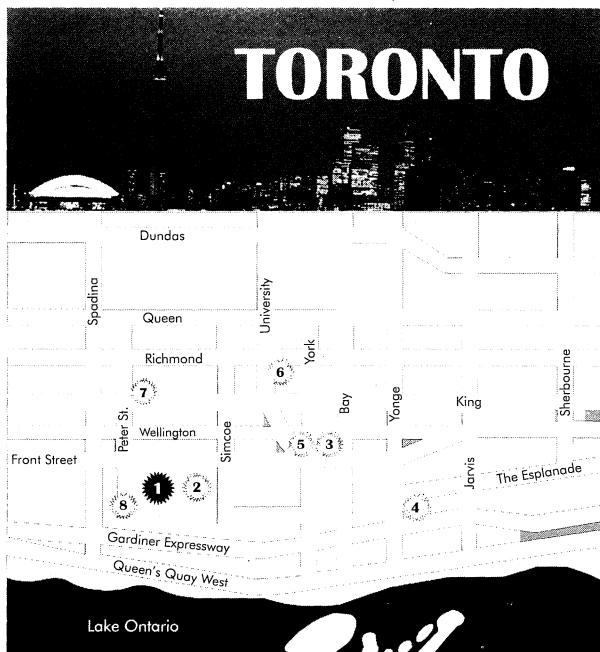 TORONTO
Dundas
Spadina
University
Queen
York
Richmond
6
Sherbourne
7
Bay
Yonge
King
Peter St.
Wellington
Simcoe
5
3
Front Street
Jarvis
The Esplanade
1
2
8
4
Gardiner Expressway
Queen's Quay West
Lake Ontario